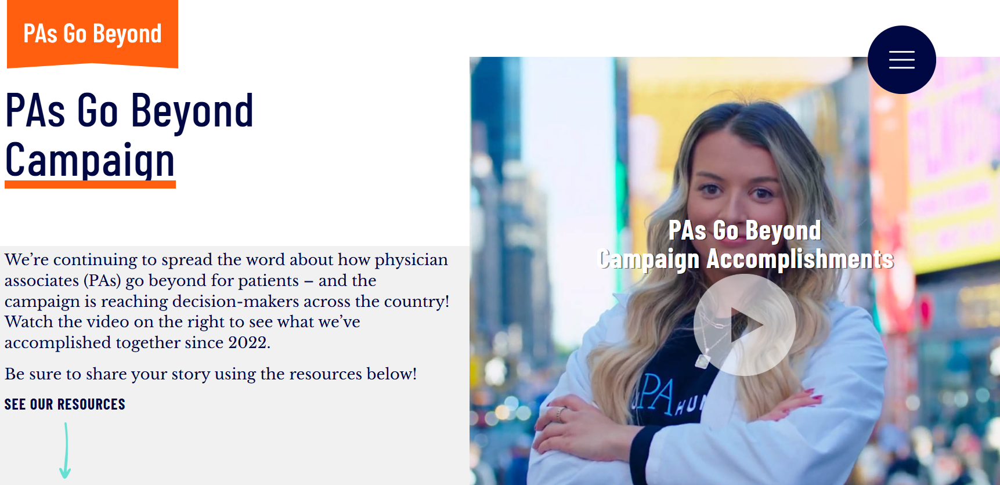 PAs Go Beyond
PAs Go Beyond
Campaign
We’re continuing to spread the word about how physician
associates (PAs) go beyond for patients – and the
campaign is reaching decision-makers across the country!
Watch the video on the right to see what we’ve
accomplished together since 2022.
Be sure to share your story using the resources below!
SEE OUR RESOURCES
PAs Go Beyond
Campaign Accomplishments
PA